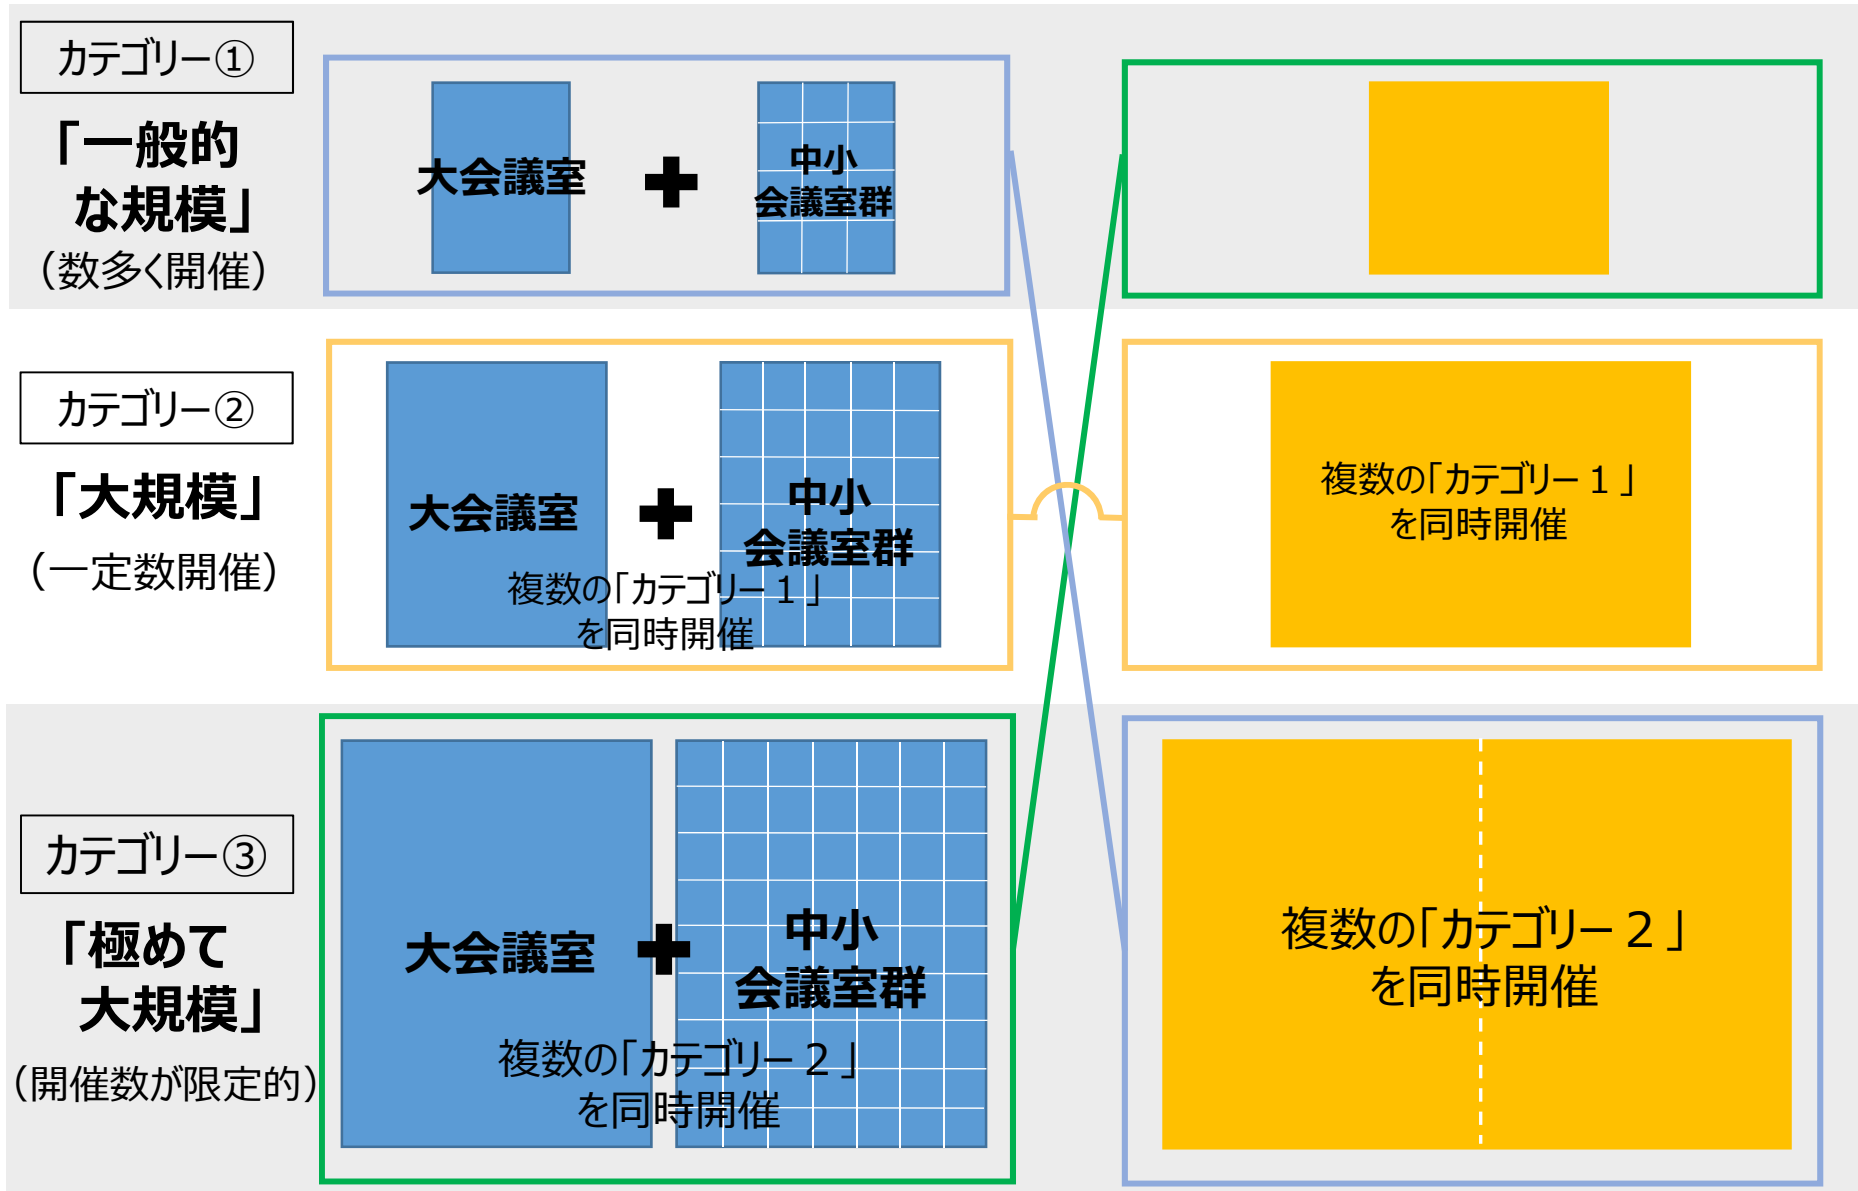 カテゴリー①
「一般的
な規模」
（数多く開催）
大会議室
中小
会議室群
カテゴリー②
「大規模」
（一定数開催）
大会議室
中小
会議室群
複数の「カテゴリー１」
を同時開催
複数の「カテゴリー１」
を同時開催
カテゴリー③
「極めて
大規模」
（開催数が限定的）
大会議室
中小
会議室群
複数の「カテゴリー２」
を同時開催
複数の「カテゴリー２」
を同時開催